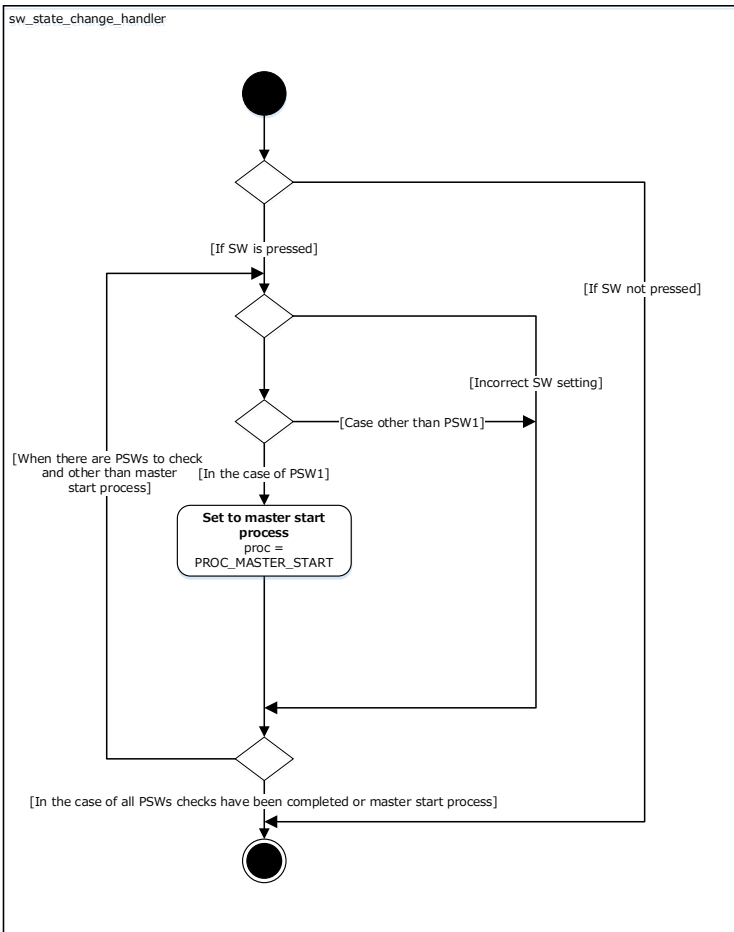 sw_state_change_handler
[If SW is pressed]
[If SW not pressed]
[Incorrect SW setting]
[Case other than PSW1]
[When there are PSWs to check
and other than master
start process]
[In the case of PSW1]
Set to master start
process
proc =
PROC_MASTER_START
[In the case of all PSWs checks have been completed or master start process]